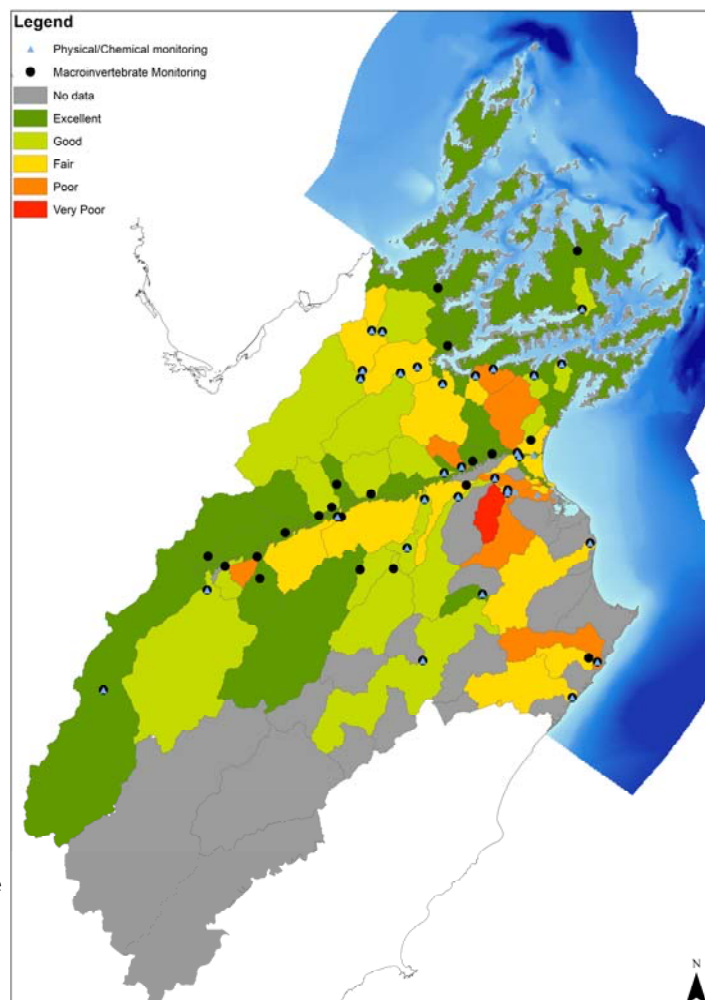 Legend
Physical/Chemical monitoring
Macroinvertebrate Monitoring
No data
Excellent
Good
Fair
Poor
Very Poor
e
N